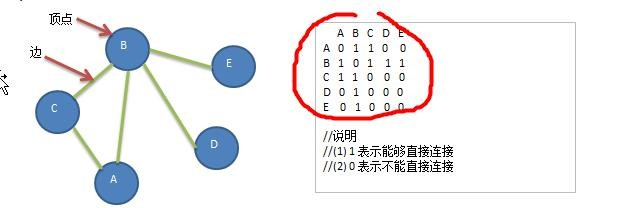 顶点
边
B
E
C
D
A
A B C D E
A 0 1 1 0 0
B 1 0 1 1 1
C 1 1 0 0 0
D 0 1 0 0 0
E 0 1 0 0 0
//说明
//(1) 1 表示能够直接连接
//(2) 0 表示不能直接连接